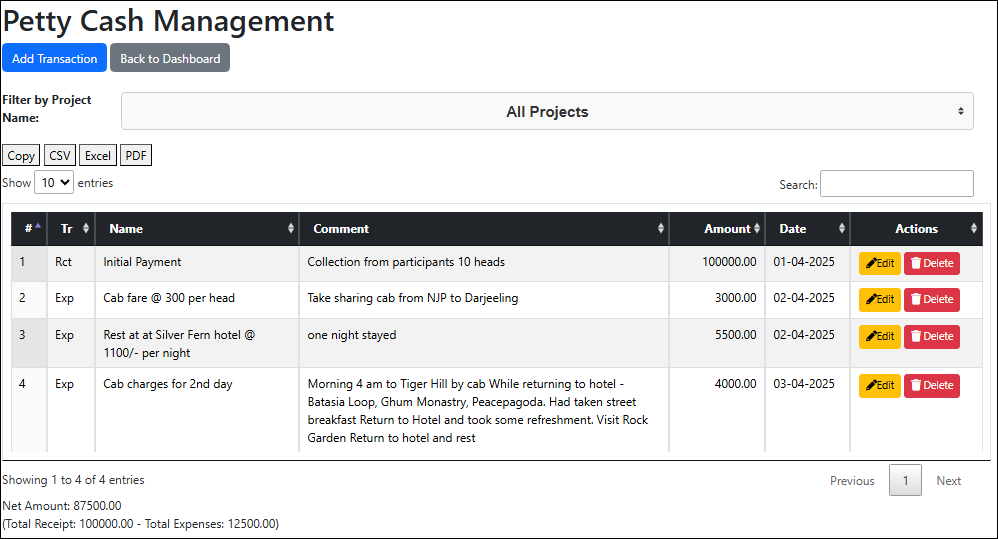 Petty Cash Management
Add Transaction Back to Dashboard
Filter by Project
Name:
All Projects
Copy CSV Excel PDF
Show 10 entries
Search:
# Tr Name Comment Amount Date Actions
1 Rct Initial Payment Collection from participants 10 heads 100000.00 01-04-2025 Edit Delete
2 Exp Cab fare @ 300 per head Take sharing cab from NJP to Darjeeling 3000.00 02-04-2025 Edit Delete
3 Exp Rest at at Silver Fern hotel @ one night stayed 5500.00 02-04-2025 Edit Delete
1100/- per night
4 Exp Cab charges for 2nd day Morning 4 am to Tiger Hill by cab While returning to hotel - 4000.00 03-04-2025 Edit Delete
Batasia Loop, Ghum Monastry, Peacepagoda. Had taken street
breakfast Return to Hotel and took some refreshment. Visit Rock
Garden Return to hotel and rest
Showing 1 to 4 of 4 entries
Previous 1 Next
Net Amount: 87500.00
(Total Receipt: 100000.00 - Total Expenses: 12500.00)